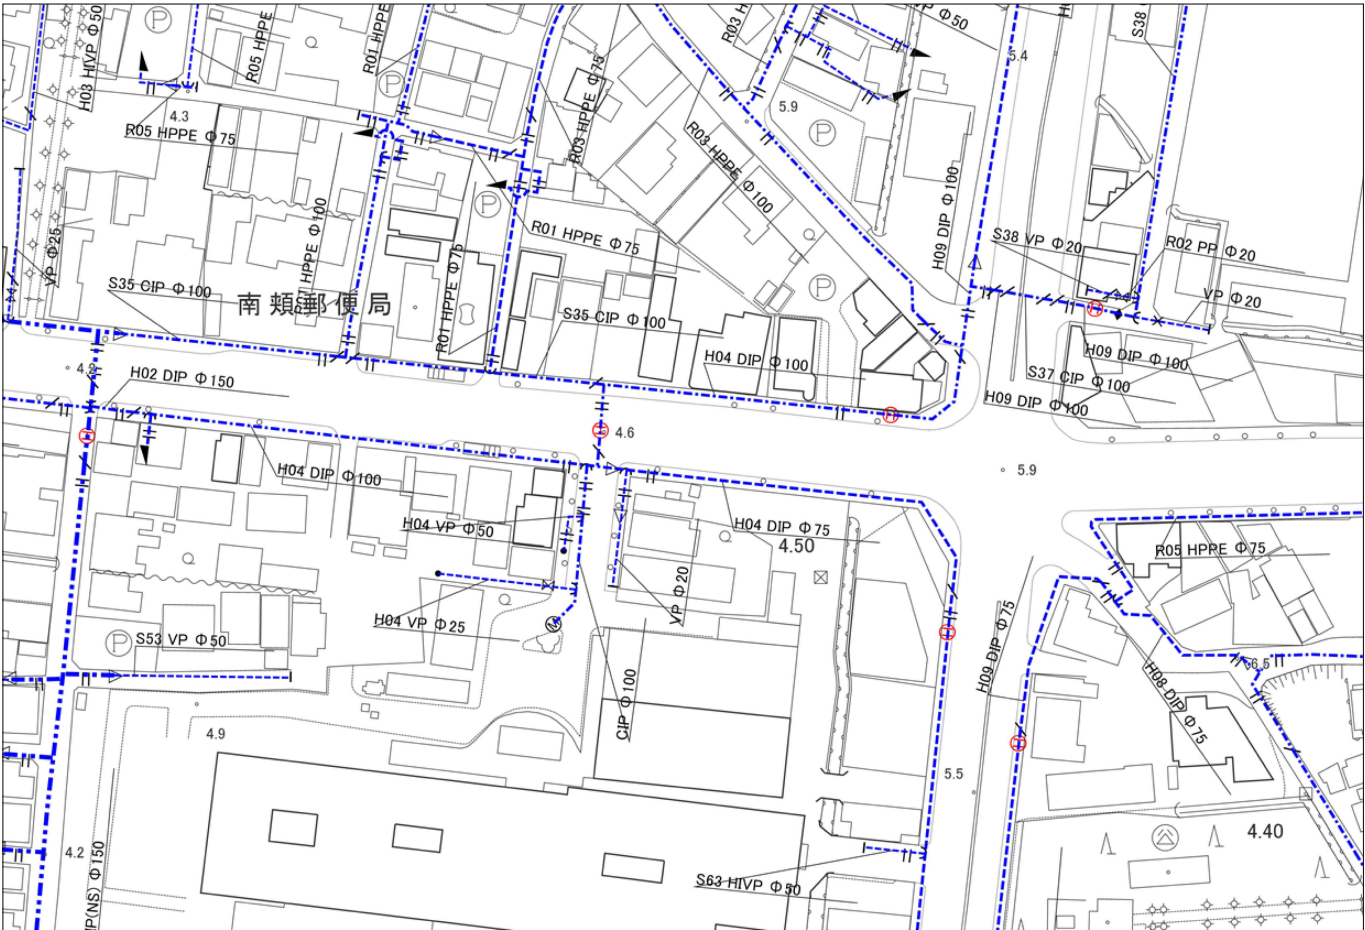 H03 HIVP Φ50
R05 HPPE
R01 HPPE
R03 H
VP Φ50
S38
5.4
P
P
4.3
R05 HPPE Φ75
R03 HPPE Φ75
5.9
P
R03 HPPE Φ100
VP Φ25
HPPE Φ100
P
R01 HPPE Φ75
H09 DIP Φ100
S38 VP Φ20
R02 PP Φ20
S35 CIP Φ100
南頬郵便局
R01 HPPE Φ75
S35 CIP Φ100
P
VP Φ20
H04 DIP Φ100
H09 DIP Φ100
S37 CIP Φ100
H09 DIP Φ100
4.2
H02 DIP Φ150
H
H
H
H
4.6
5.9
H04 DIP Φ100
H04 VP Φ50
H04 DIP Φ75
4.50
R05 HPPE Φ75
VP Φ20
H04 VP Φ25
M
P
S53 VP Φ50
H
H09 DIP Φ75
H08 DIP Φ75
6.5
CIP Φ100
4.9
H
5.5
4.2
4.40
S63 HIVP Φ50
IP(NS) Φ150